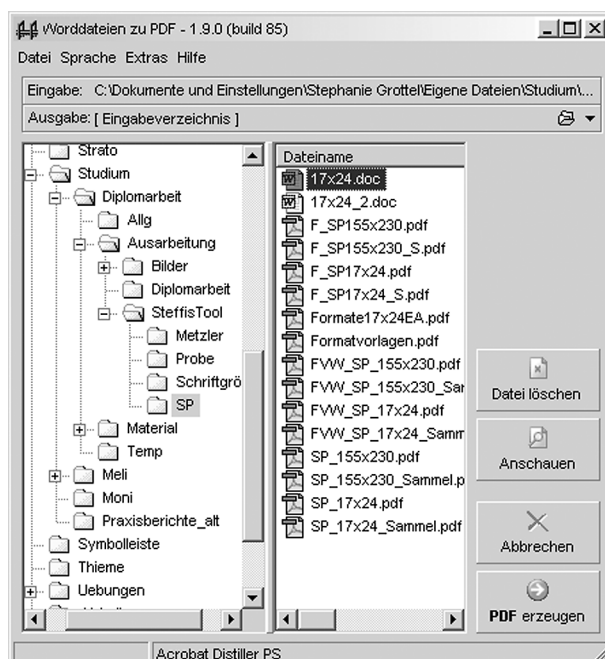 Worddateien zu PDF - 1.9.0 (build 85)
Datei Sprache Extras Hilfe
Eingabe: C:\Dokumente und Einstellungen\Stephanie Grottel\Eigene Dateien\Studium\...
Ausgabe: [ Eingabeverzeichnis ]
Strato
Studium
Diplomarbeit
Allg
Ausarbeitung
Bilder
Diplomarbeit
SteffisTool
Metzler
Probe
Schriftgrö
SP
Material
Temp
Meli
Moni
Praxisberichte_alt
Symbolleiste
Thieme
Uebungen
Dateiname
17x24.doc
17x24_2.doc
F_SP155x230.pdf
F_SP155x230_S.pdf
F_SP17x24.pdf
F_SP17x24_S.pdf
Formate17x24EA.pdf
Formatvorlagen.pdf
FVW_SP_155x230.pdf
FVW_SP_155x230_Sar
FVW_SP_17x24.pdf
FVW_SP_17x24_Samm
SP_155x230.pdf
SP_155x230_Sammel.p
SP_17x24.pdf
SP_17x24_Sammel.pdf
Datei löschen
Anschauen
Abbrechen
PDF erzeugen
Acrobat Distiller PS